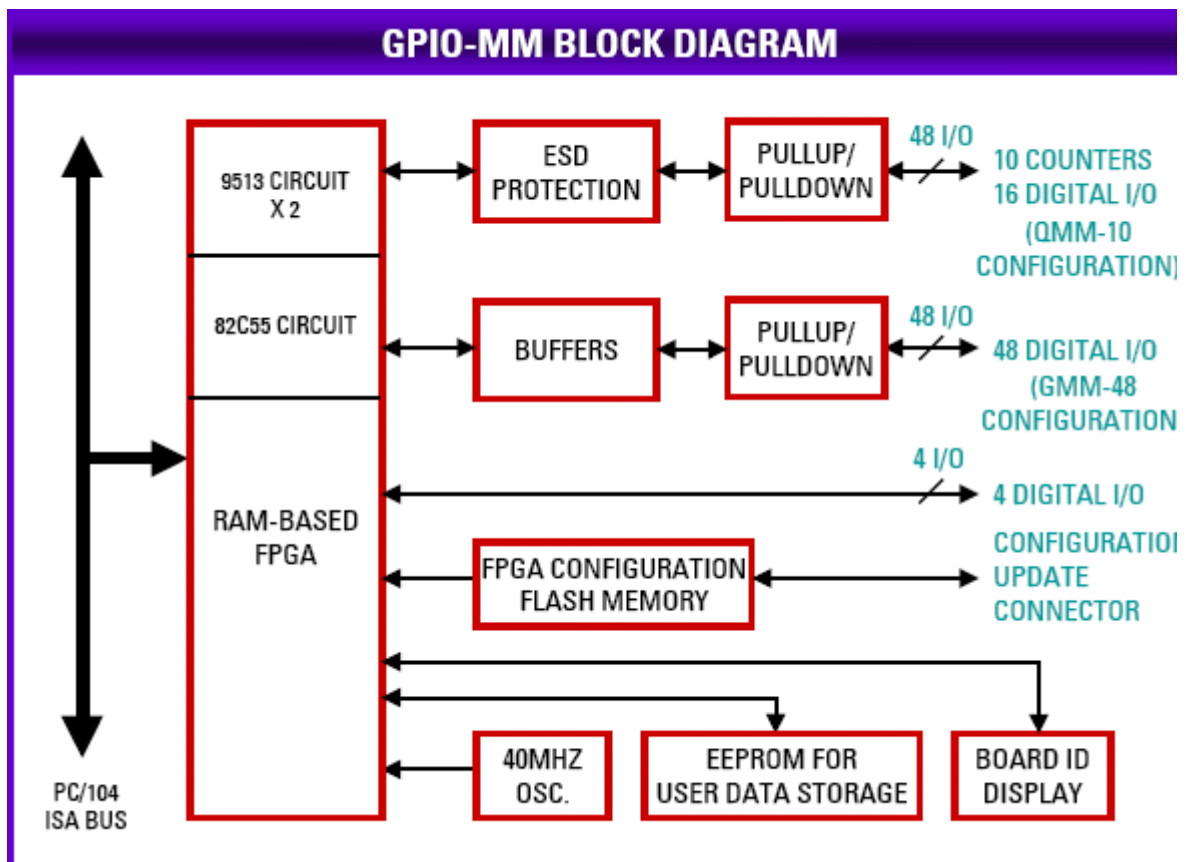 GPIO-MM BLOCK DIAGRAM
9513 CIRCUIT
X 2
ESD
PROTECTION
PULLUP/
PULLDOWN
48 I/O
10 COUNTERS
16 DIGITAL I/O
(QMM-10
CONFIGURATION)
82C55 CIRCUIT
BUFFERS
PULLUP/
PULLDOWN
48 I/O
48 DIGITAL I/O
(GMM-48
CONFIGURATION
RAM-BASED
FPGA
4 I/O
4 DIGITAL I/O
FPGA CONFIGURATION
FLASH MEMORY
CONFIGURATION
UPDATE
CONNECTOR
40MHZ
OSC.
EEPROM FOR
USER DATA STORAGE
BOARD ID
DISPLAY
PC/104
ISA BUS